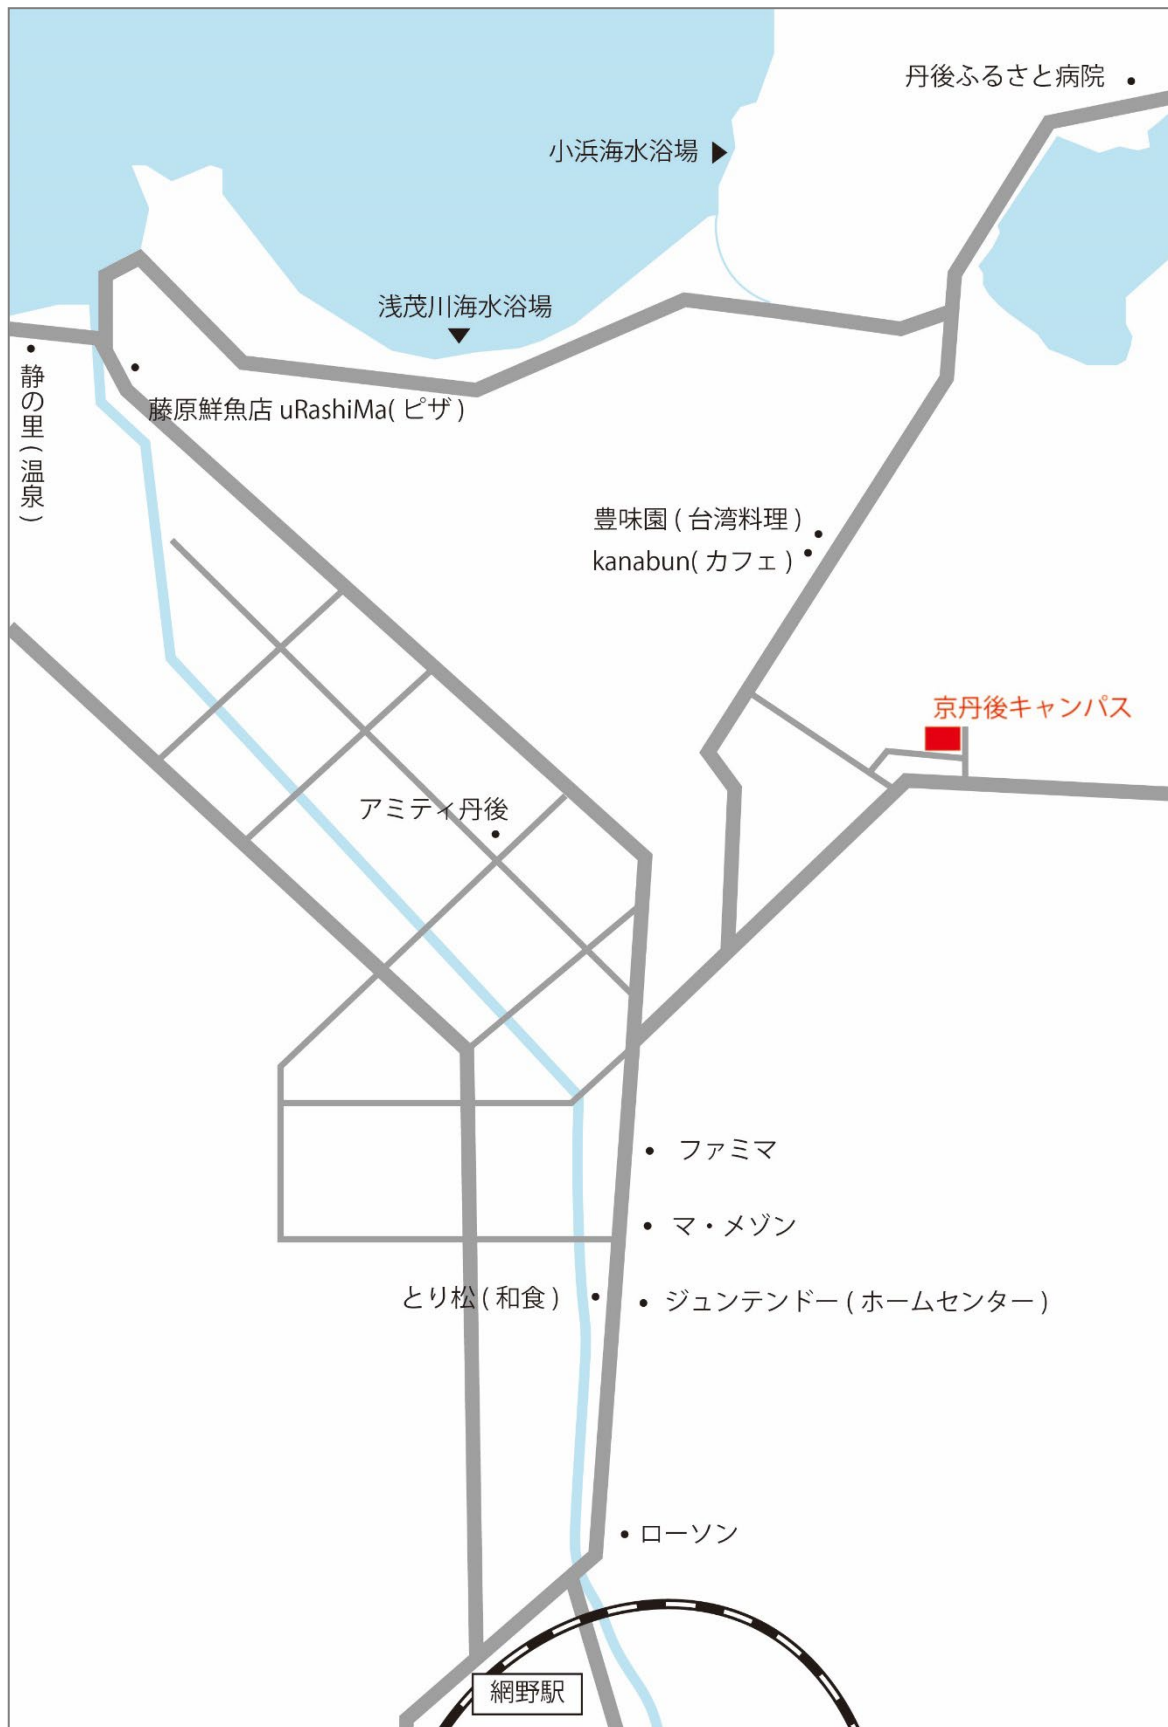 丹後ふるさと病院
小浜海水浴場
浅茂川海水浴場
静の里(温泉)
藤原鮮魚店 uRashiMa( ピザ )
豊味園 ( 台湾料理 )
kanabun( カフェ )
京丹後キャンパス
アミティ丹後
ファミマ
マ・メゾン
とり松 ( 和食 )
ジュンテンドー ( ホームセンター )
ローソン
網野駅